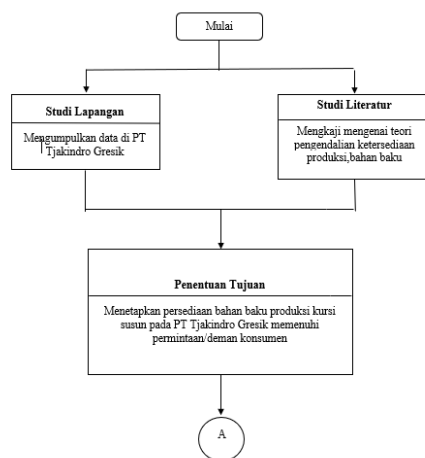 Mulai
Studi Lapangan
Mengumpulkan data di PT
Tjakindro Gresik
Studi Literatur
Mengkaji mengenai teori
pengendalian ketersediaan
produksi,bahan baku
Penentuan Tujuan
Menetapkan persediaan bahan baku produksi kursi
susun pada PT Tjakindro Gresik memenuhi
permintaan/deman konsumen
A